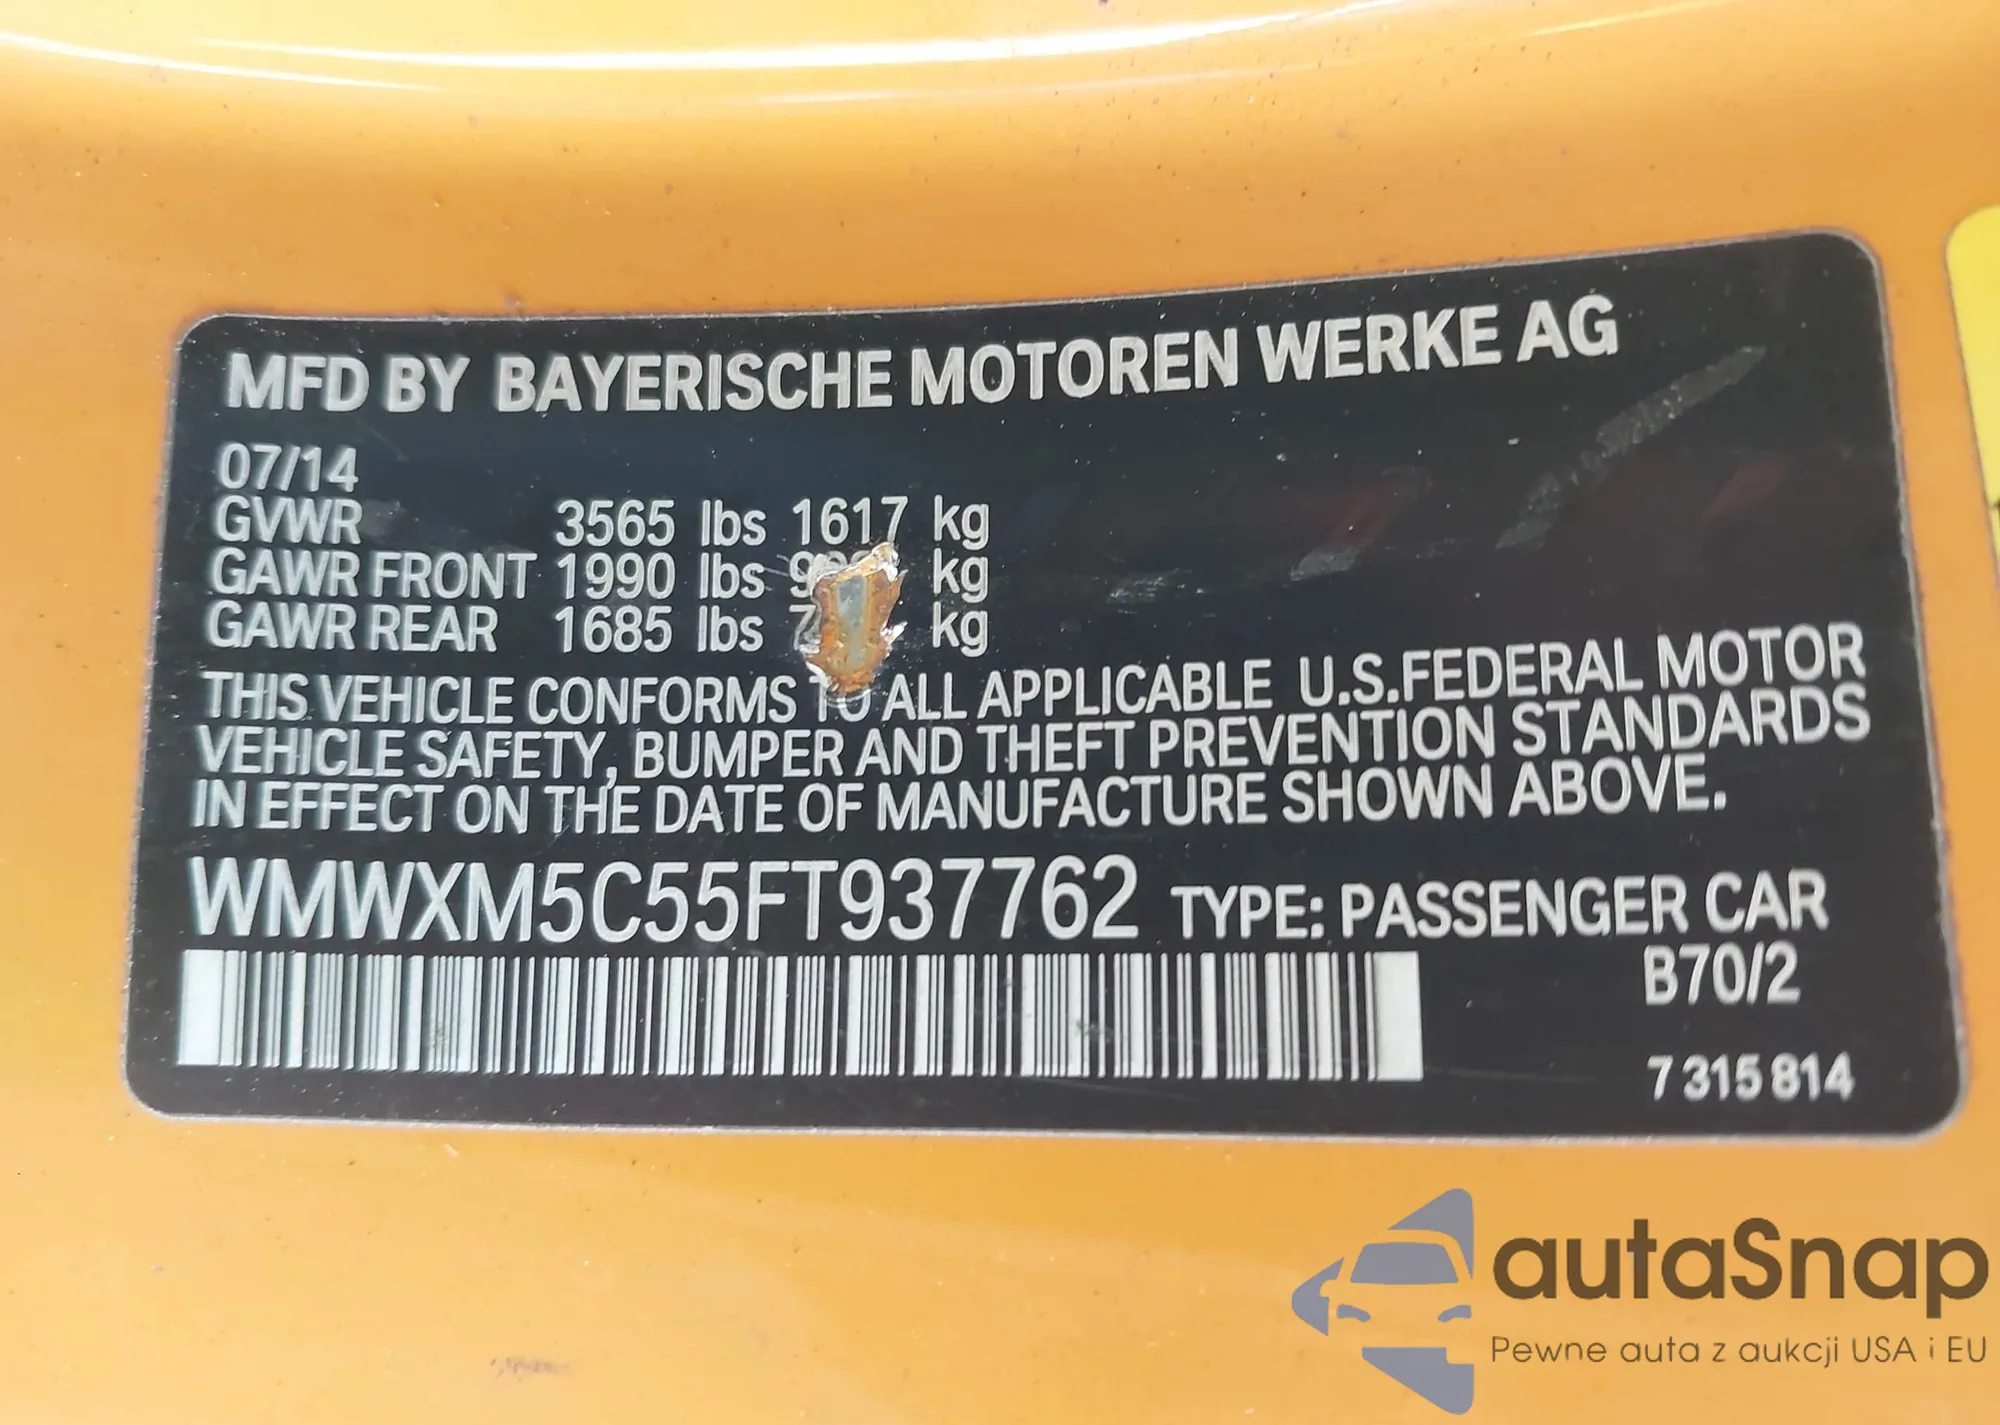 MFD BY BAYERISCHE MOTOREN WERKE AG
07/14
GVWR 3565 lbs 1617 kg
GAWR FRONT 1990 lbs kg
GAWR REAR 1685 lbs kg
THIS VEHICLE CONFORMS TO ALL APPLICABLE U.S.FEDERAL MOTOR
VEHICLE SAFETY, BUMPER AND THEFT PREVENTION STANDARDS
IN EFFECT ON THE DATE OF MANUFACTURE SHOWN ABOVE.
WMWXM5C55FT937762 TYPE: PASSENGER CAR
B70/2
7 315 814
autaSnap
Pewne auta z aukcji USA i EU